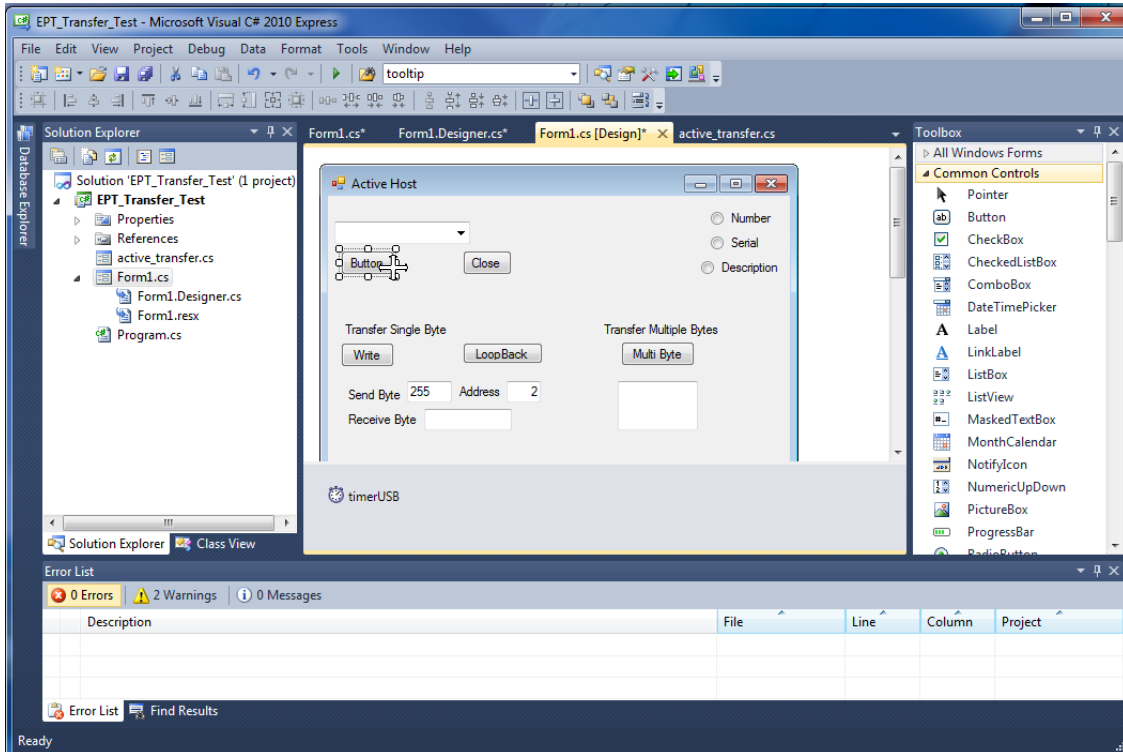 EPT_Transfer_Test - Microsoft Visual C# 2010 Express
File Edit View Project Debug Data Format Tools Window Help
tooltip
Database Explorer
Solution Explorer
Solution 'EPT_Transfer_Test' (1 project)
EPT_Transfer_Test
Properties
References
active_transfer.cs
Form1.cs
Form1.Designer.cs
Form1.resx
Program.cs
Solution Explorer Class View
Form1.cs* Form1.Designer.cs* Form1.cs [Design]* active_transfer.cs
Active Host
Number
Serial
Button Close Description
Transfer Single Byte Transfer Multiple Bytes
Write LoopBack Multi Byte
Send Byte 255 Address 2
Receive Byte
timerUSB
Toolbox
All Windows Forms
Common Controls
Pointer
Button
CheckBox
CheckedListBox
ComboBox
DateTimePicker
Label
LinkLabel
ListBox
ListView
MaskedTextBox
MonthCalendar
NotifyIcon
NumericUpDown
PictureBox
ProgressBar
RadioButton
Error List
0 Errors 2 Warnings 0 Messages
Description File Line Column Project
Error List Find Results
Ready